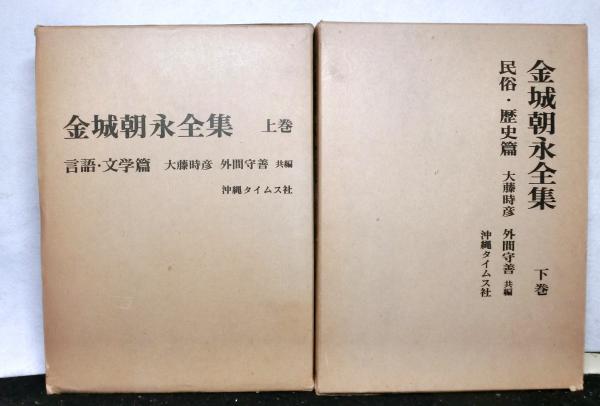 金城朝永全集 上巻
言語・文学篇 大藤時彦 外間守善 共編
沖縄タイムス社
金城朝永全集 下巻
民俗・歴史篇 大藤時彦 外間守善 共編
沖縄タイムス社